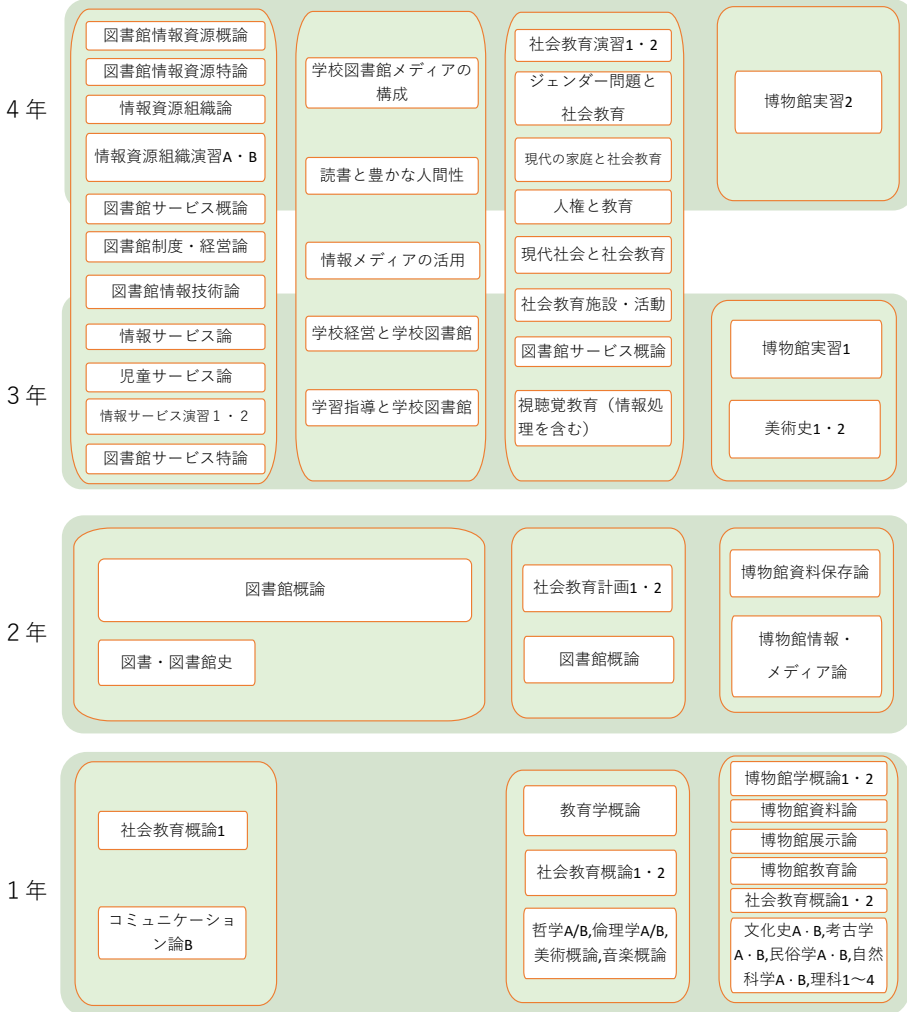 4年
図書館情報資源概論
図書館情報資源特論
情報資源組織論
情報資源組織演習A・B
図書館サービス概論
図書館制度・経営論
図書館情報技術論
情報サービス論
児童サービス論
情報サービス演習１・２
図書館サービス特論
学校図書館メディアの
構成
読書と豊かな人間性
情報メディアの活用
学校経営と学校図書館
学習指導と学校図書館
社会教育演習1・2
ジェンダー問題と
社会教育
現代の家庭と社会教育
人権と教育
現代社会と社会教育
社会教育施設・活動
図書館サービス概論
視聴覚教育（情報処
理を含む）
博物館実習2
3年
博物館実習1
美術史1・2
2年
図書館概論
図書・図書館史
社会教育計画1・2
図書館概論
博物館資料保存論
博物館情報・
メディア論
1年
社会教育概論1
コミュニケーション
論B
教育学概論
社会教育概論1・2
哲学A/B,倫理学A/B,
美術概論,音楽概論
博物館学概論1・2
博物館資料論
博物館展示論
博物館教育論
社会教育概論1・2
文化史A・B,考古学
A・B,民俗学A・B,自然
科学A・B,理科1～4